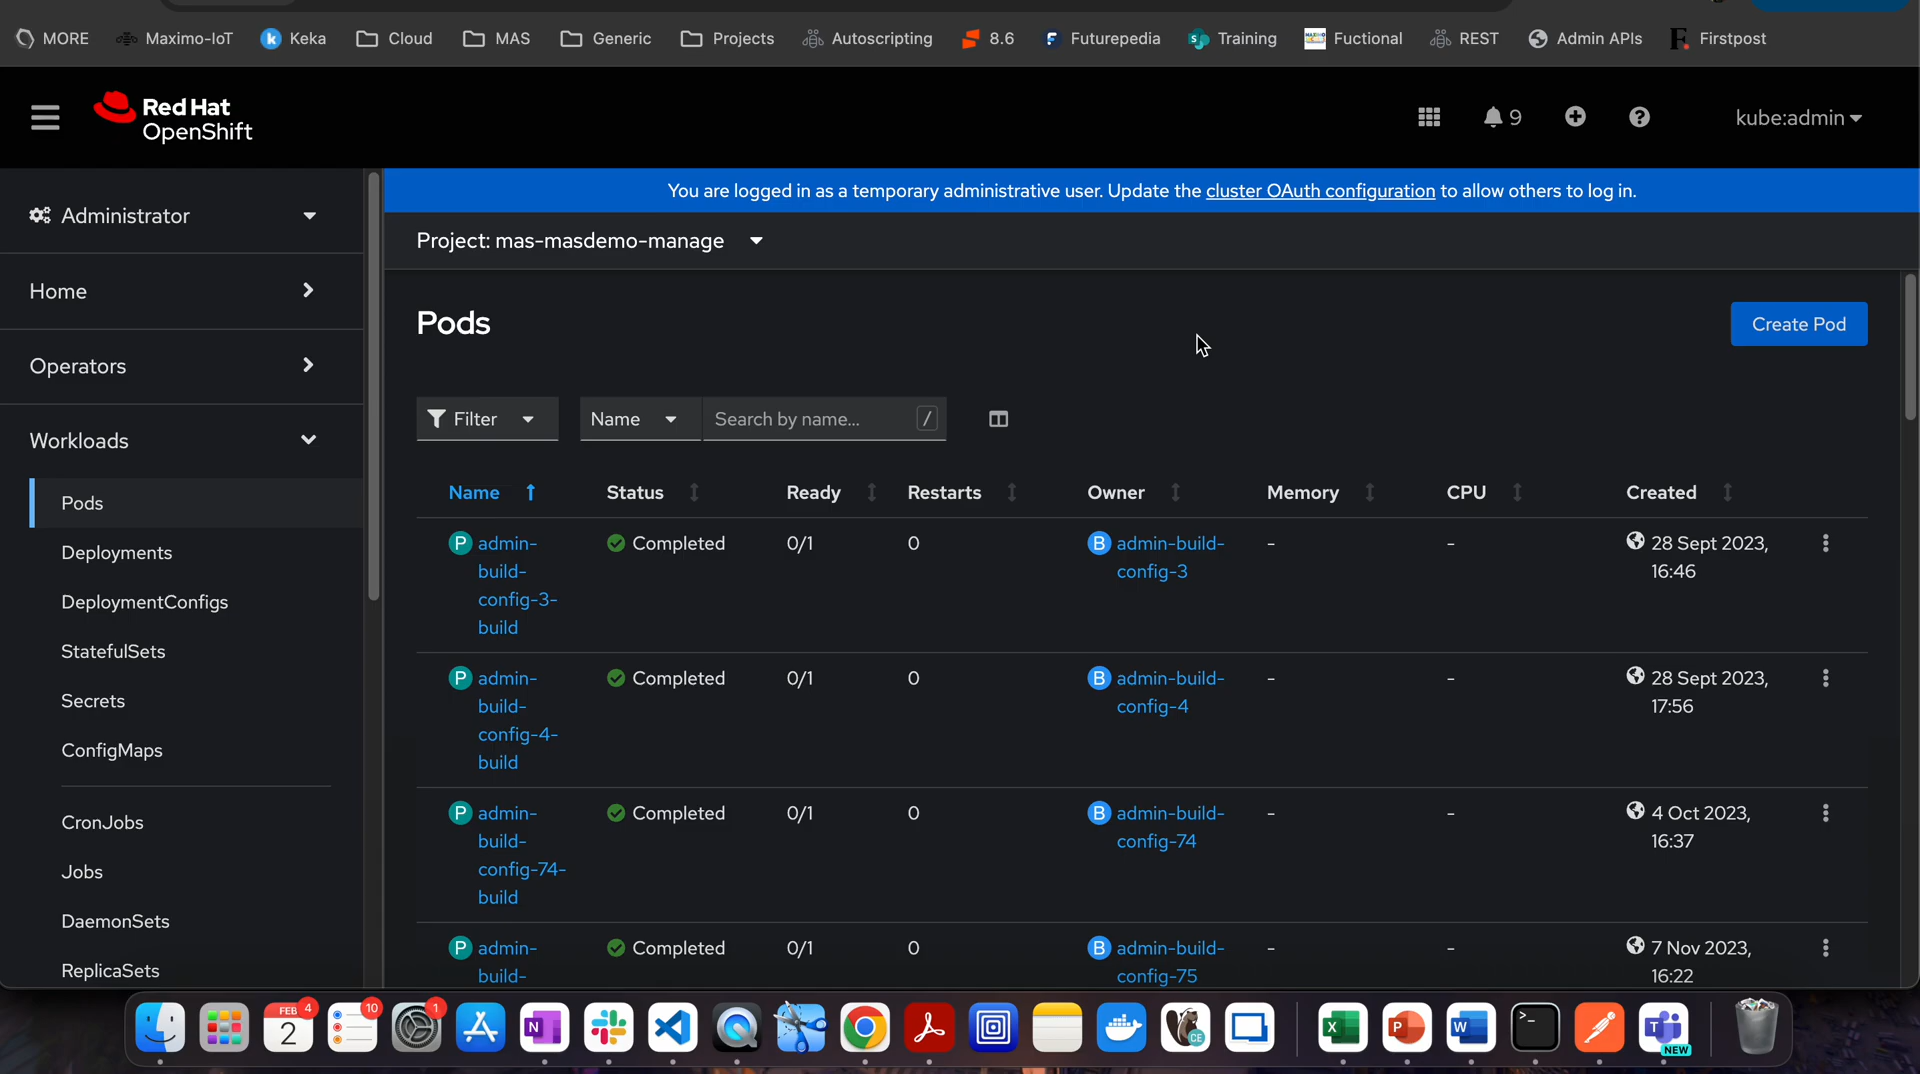 MORE Maximo-IoT Keka Cloud MAS Generic Projects Autoscripting 8.6 Futurepedia Training Fuctional REST Admin APIs Firstpost
Red Hat
OpenShift
9
kube:admin
You are logged in as a temporary administrative user. Update the cluster OAuth configuration to allow others to log in.
Administrator
Home
Operators
Workloads
Pods
Deployments
DeploymentConfigs
StatefulSets
Secrets
ConfigMaps
CronJobs
Jobs
DaemonSets
ReplicaSets
Project: mas-masdemo-manage
Pods
Create Pod
Filter
Name
Search by name...
/
Name Status Ready Restarts Owner Memory CPU Created
P admin-
build-
config-3-
build
Completed
0/1
0
B admin-build-
config-3
-
-
28 Sept 2023,
16:46
P admin-
build-
config-4-
build
Completed
0/1
0
B admin-build-
config-4
-
-
28 Sept 2023,
17:56
P admin-
build-
config-74-
build
Completed
0/1
0
B admin-build-
config-74
-
-
4 Oct 2023,
16:37
P admin-
build-
Completed
0/1
0
B admin-build-
config-75
-
-
7 Nov 2023,
16:22
FEB
2
4
10
1
N
CE
X
P
W
>_
T
NEW